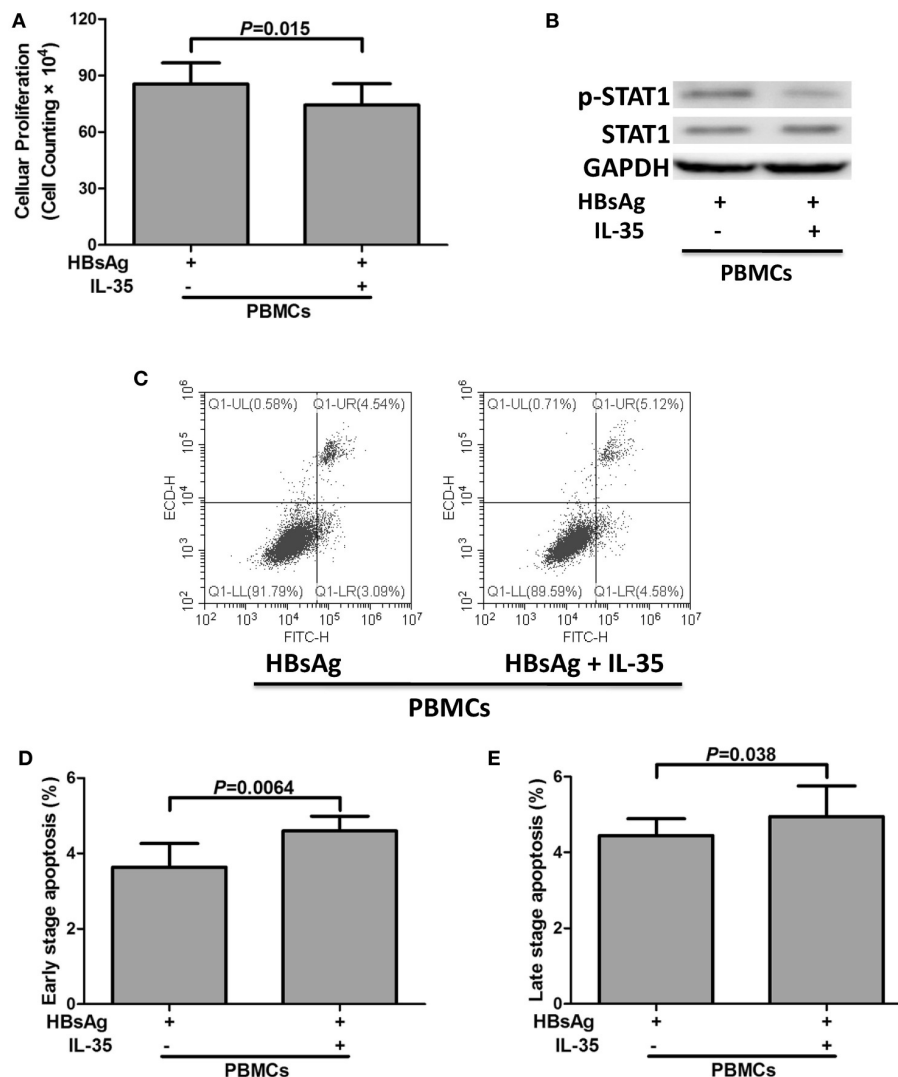 A
P=0.015
120
90
60
30
0
Celluar Proliferation
(Cell Counting × 10⁴)
HBsAg + +
IL-35 - +
PBMCs
B
p-STAT1
STAT1
GAPDH
HBsAg + +
IL-35 - +
PBMCs
C
Q1-UL(0.58%) Q1-UR(4.54%)
Q1-LL(91.79%) Q1-LR(3.09%)
ECD-H
10⁶
10⁵
10⁴
10³
10²
10² 10³ 10⁴ 10⁵ 10⁶ 10⁷
FITC-H
HBsAg
Q1-UL(0.71%) Q1-UR(5.12%)
Q1-LL(89.59%) Q1-LR(4.58%)
ECD-H
10⁶
10⁵
10⁴
10³
10²
10² 10³ 10⁴ 10⁵ 10⁶ 10⁷
FITC-H
HBsAg + IL-35
PBMCs
D
P=0.0064
6
4
2
0
Early stage apoptosis (%)
HBsAg + +
IL-35 - +
PBMCs
E
P=0.038
6
4
2
0
Late stage apoptosis (%)
HBsAg + +
IL-35 - +
PBMCs